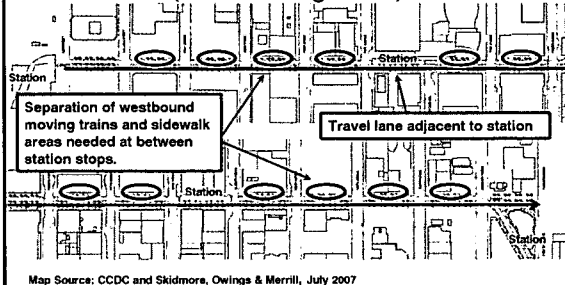 Station
Station
Separation of westbound
moving trains and sidewalk
areas needed at between
station stops.
Travel lane adjacent to station
Station
Station
Map Source: CCDC and Skidmore, Owings & Merrill, July 2007